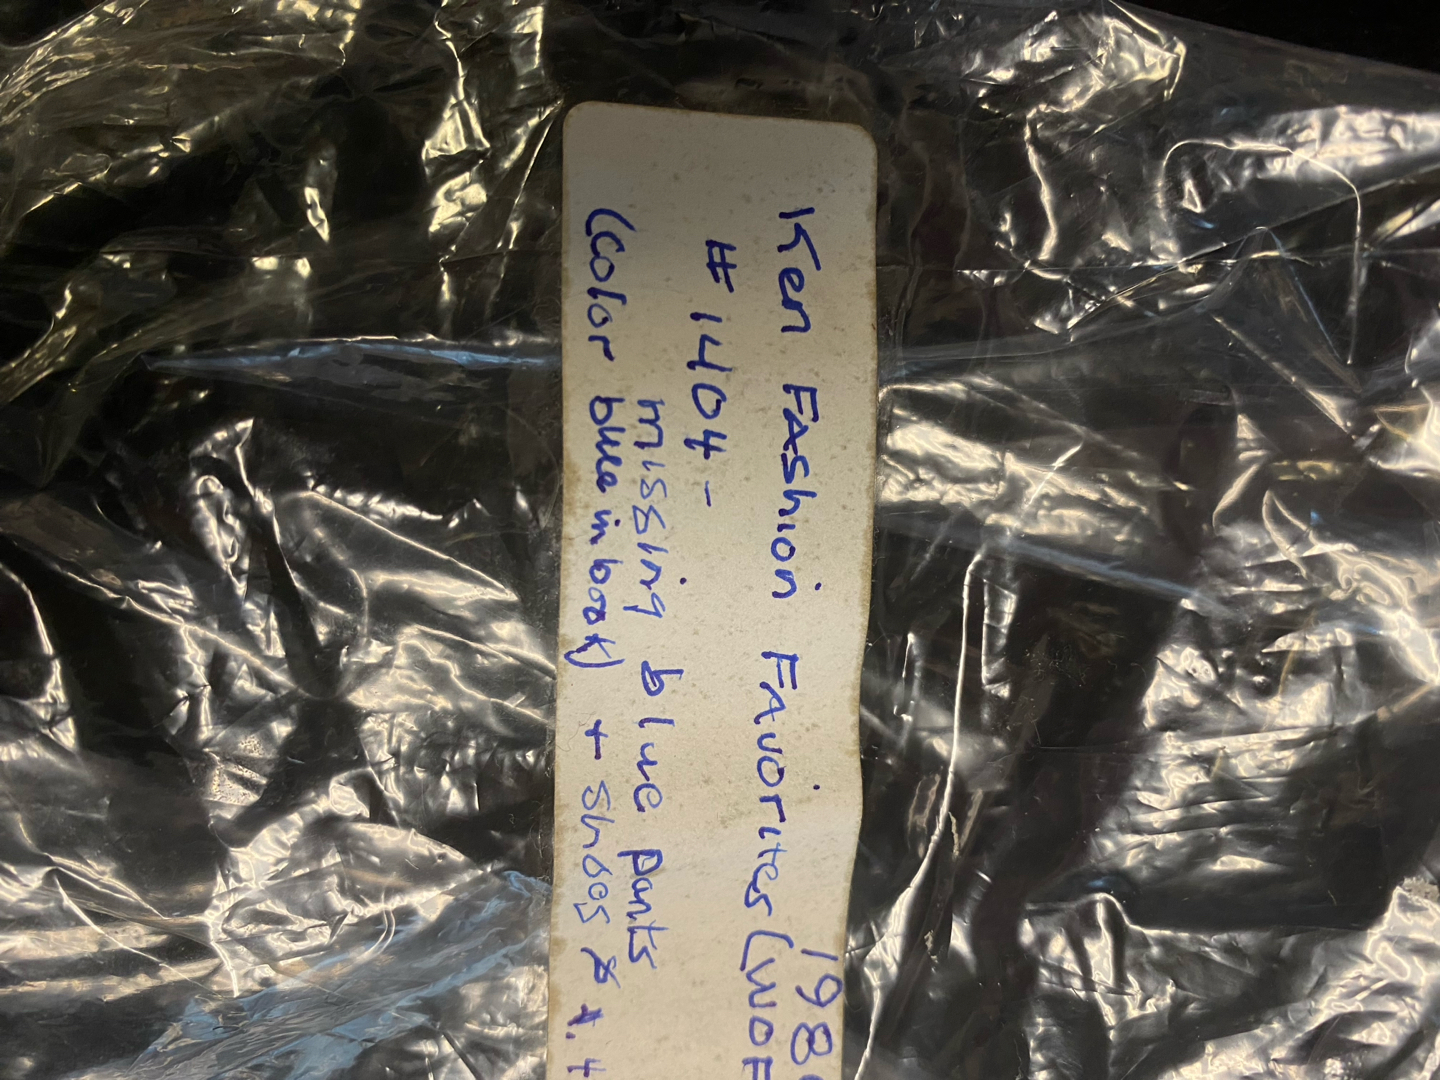 198
Ken Fashion Favorites (WOF
#1404 -
missing blue pants
(color blue in book) + shoes & t. +